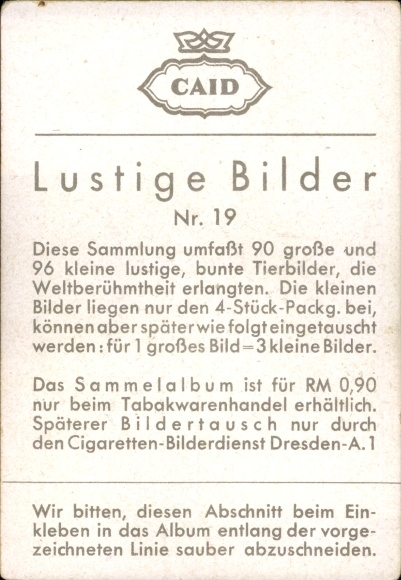 CAID
Lustige Bilder
Nr. 19
Diese Sammlung umfaßt 90 große und
96 kleine lustige, bunte Tierbilder, die
Weltberühmtheit erlangten. Die kleinen
Bilder liegen nur den 4-Stück-Packg. bei,
können aber später wie folgt eingetauscht
werden: für 1 großes Bild = 3 kleine Bilder.
Das Sammelalbum ist für RM 0,90
nur beim Tabakwarenhandel erhältlich.
Späterer Bildertausch nur durch
den Cigaretten-Bilderdienst Dresden-A.1
Wir bitten, diesen Abschnitt beim Ein-
kleben in das Album entlang der vorge-
zeichneten Linie sauber abzuschneiden.